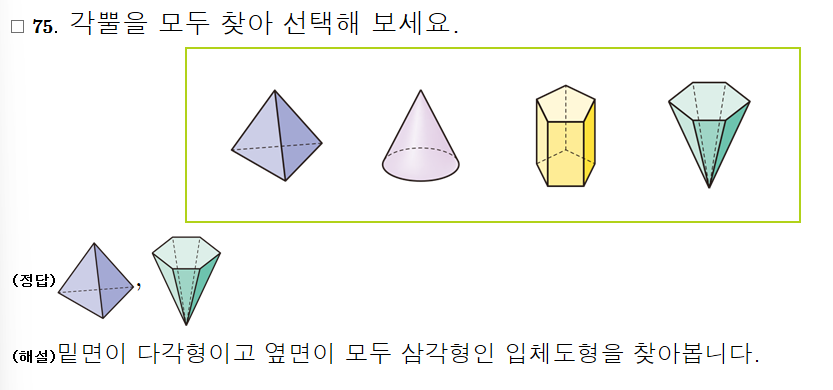 □ 75. 각뿔을 모두 찾아 선택해 보세요.
(정답) ,
(해설)밑면이 다각형이고 옆면이 모두 삼각형인 입체도형을 찾아봅니다.